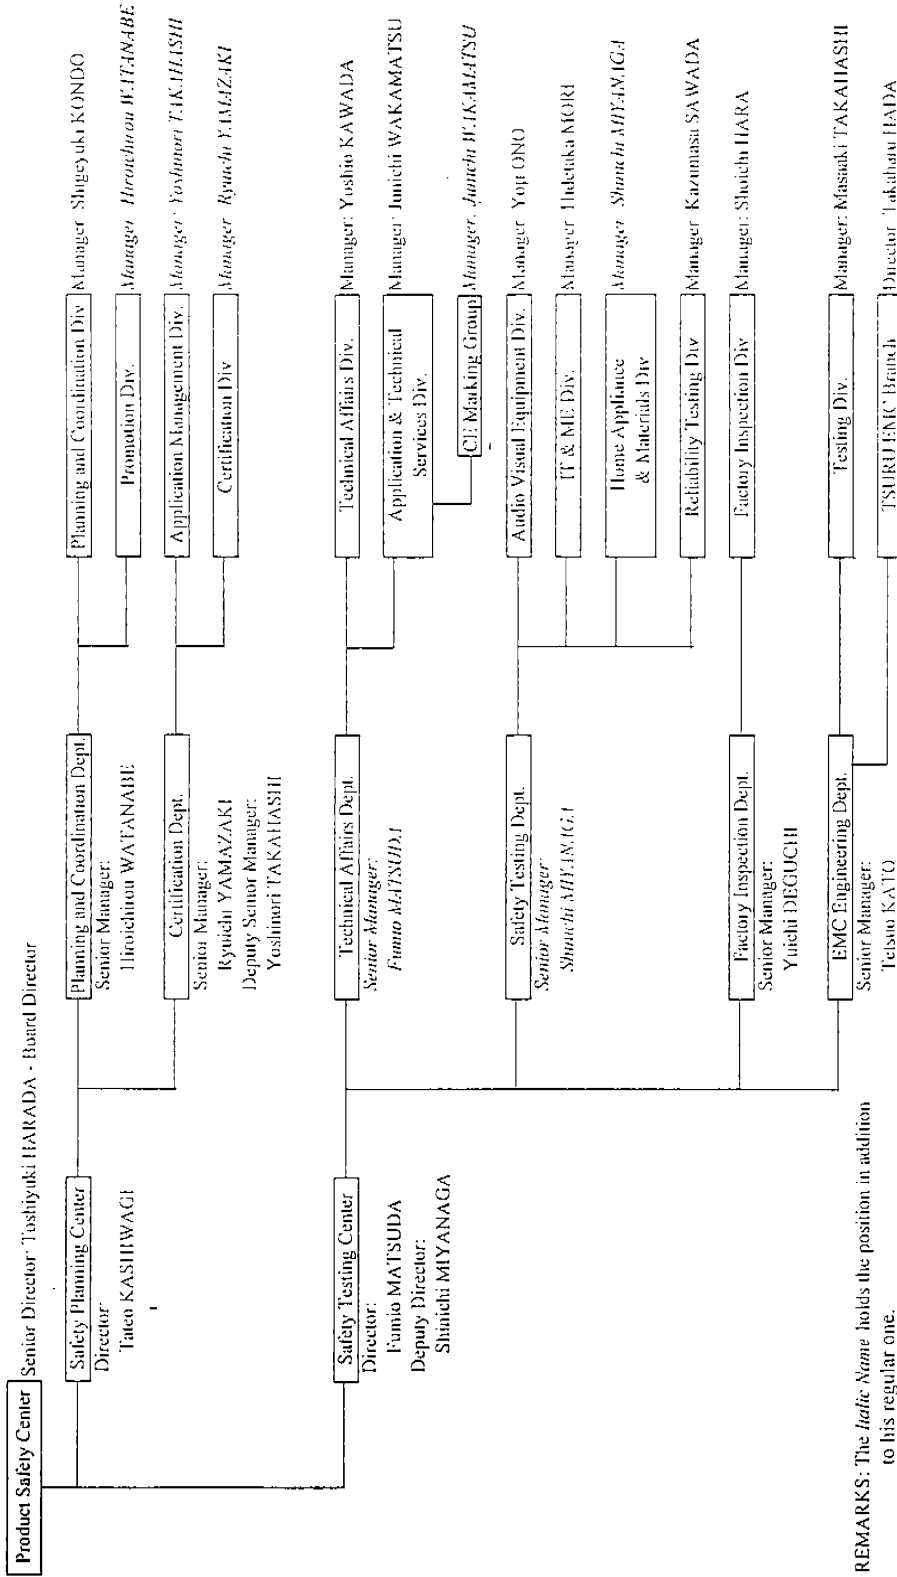 Product Safety Center
Senior Director: Toshiyuki HARADA - Board Director
Safety Planning Center
Director:
Tateo KASHIWAGI
Planning and Coordination Dept.
Senior Manager:
Hiroichirou WATANABE
Planning and Coordination Div
Manager Shigeyuki KONDO
Promotion Div.
Manager Hiroichirou WATANABE
Certification Dept.
Senior Manager:
Ryuichi YAMAZAKI
Deputy Senior Manager:
Yoshinori TAKAHASHI
Application Management Div.
Manager: Yoshinori TAKAHASHI
Certification Div
Manager Ryuichi YAMAZAKI
Safety Testing Center
Director:
Fumio MATSUDA
Deputy Director:
Shinichi MIYANAGA
Technical Affairs Dept.
Senior Manager:
Fumio MATSUDA
Technical Affairs Div.
Manager: Yoshio KAWADA
Application & Technical
Services Div.
Manager: Junichi WAKAMATSU
CE Marking Group
Manager: Junichi WAKAMATSU
Safety Testing Dept.
Senior Manager:
Shinichi MIYANAGA
Audio Visual Equipment Div.
Manager Yoji ONO
IT & ME Div.
Manager Hidetaka MORI
Home Appliance
& Materials Div
Manager Shinichi MIYANAGA
Reliability Testing Div
Manager Kazumasa SAWADA
Factory Inspection Dept.
Senior Manager:
Yuichi DEGUCHI
Factory Inspection Div
Manager: Shoichi HARA
EMC Engineering Dept.
Senior Manager:
Tetsuo KATO
Testing Div.
Manager: Masaaki TAKAHASHI
TSURU EMC Branch
Director Takaharu HADA
REMARKS: The Italic Name holds the position in addition
to his regular one.